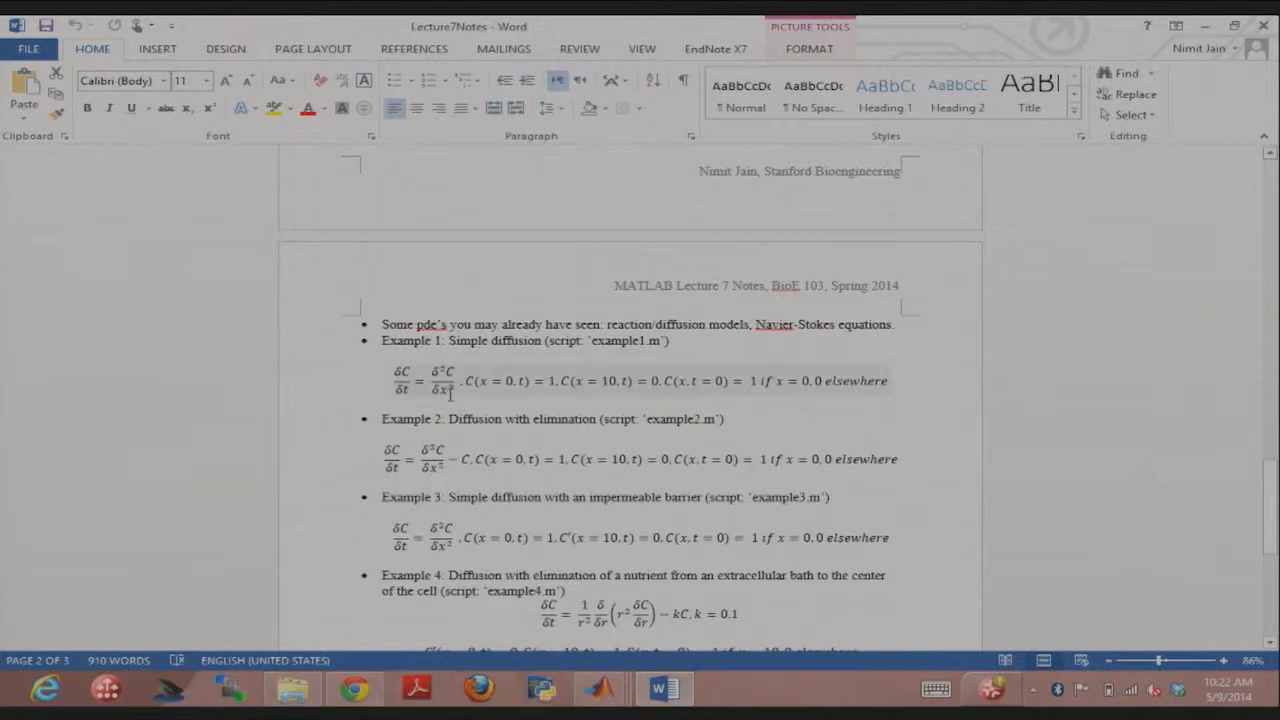 Lecture7Notes - Word
PICTURE TOOLS
FILE HOME INSERT DESIGN PAGE LAYOUT REFERENCES MAILINGS REVIEW VIEW EndNote X7 FORMAT
Nimit Jain
Paste
Calibri (Body) 11
AaBbCcDc AaBbCcDc AaBbC( AaBbCcD AaB
¶ Normal ¶ No Spac... Heading 1 Heading 2 Title
Find
Replace
Select
Clipboard Font Paragraph Styles Editing
Nimit Jain, Stanford Bioengineering
MATLAB Lecture 7 Notes, BioE 103, Spring 2014
• Some pde's you may already have seen: reaction/diffusion models, Navier-Stokes equations.
• Example 1: Simple diffusion (script: 'example1.m')
δC/δt = δ²C/δx² , C(x = 0, t) = 1, C(x = 10, t) = 0, C(x, t = 0) = 1 if x = 0, 0 elsewhere
• Example 2: Diffusion with elimination (script: 'example2.m')
δC/δt = δ²C/δx² − C, C(x = 0, t) = 1, C(x = 10, t) = 0, C(x, t = 0) = 1 if x = 0, 0 elsewhere
• Example 3: Simple diffusion with an impermeable barrier (script: 'example3.m')
δC/δt = δ²C/δx² , C(x = 0, t) = 1, C′(x = 10, t) = 0, C(x, t = 0) = 1 if x = 0, 0 elsewhere
• Example 4: Diffusion with elimination of a nutrient from an extracellular bath to the center
of the cell (script: 'example4.m')
δC/δt = 1/r² δ/δr (r² δC/δr) − kC, k = 0.1
PAGE 2 OF 3 910 WORDS ENGLISH (UNITED STATES) 86%
10:22 AM
5/9/2014